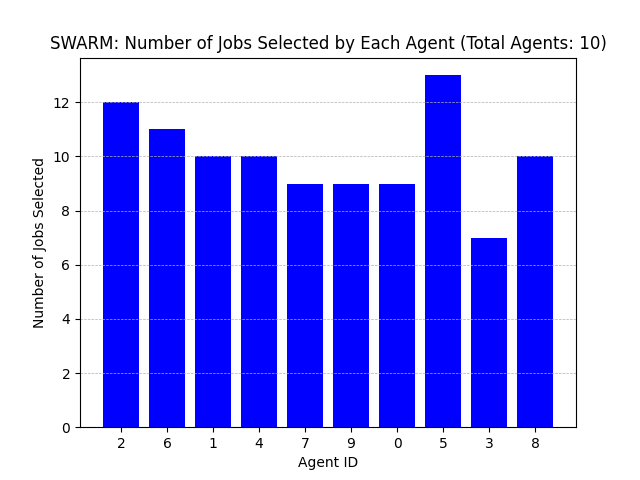 SWARM: Number of Jobs Selected by Each Agent (Total Agents: 10)
Number of Jobs Selected
12
10
8
6
4
2
0
2 6 1 4 7 9 0 5 3 8
Agent ID